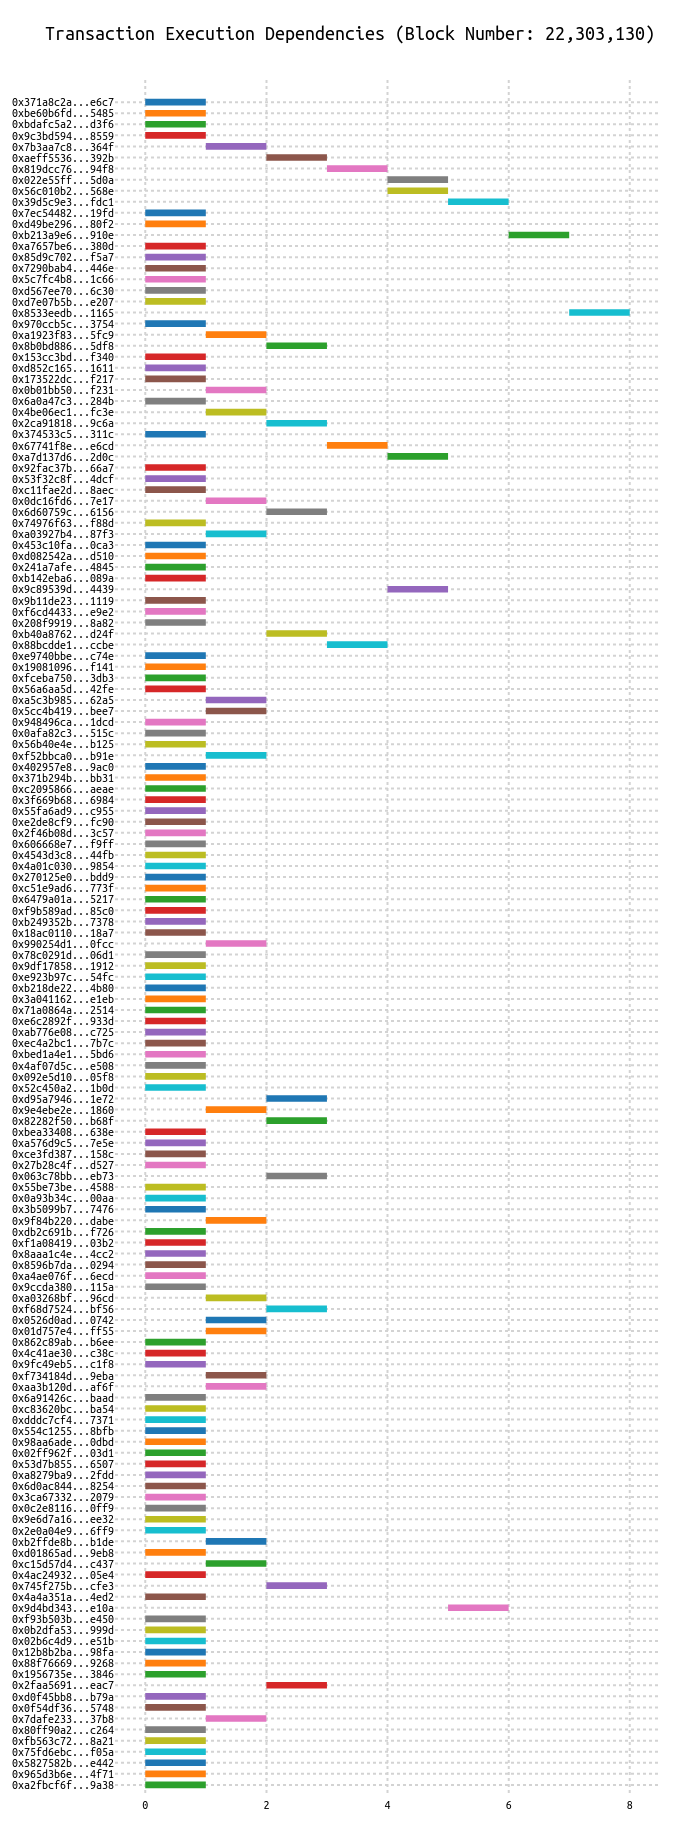 Transaction Execution Dependencies (Block Number: 22,303,130)
0x371a8c2a...e6c7
0xbe60b6fd...5485
0xbdafc5a2...d3f6
0x9c3bd594...8559
0x7b3aa7c8...364f
0xaeff5536...392b
0x819dcc76...94f8
0x022e55ff...5d0a
0x56c010b2...568e
0x39d5c9e3...fdc1
0x7ec54482...19fd
0xd49be296...80f2
0xb213a9e6...910e
0xa7657be6...380d
0x85d9c702...f5a7
0x7290bab4...446e
0x5c7fc4b8...1c66
0xd567ee70...6c30
0xd7e07b5b...e207
0x8533eedb...1165
0x970ccb5c...3754
0xa1923f83...5fc9
0x8b0bd886...5df8
0x153cc3bd...f340
0xd852c165...1611
0x173522dc...f217
0x0b01bb50...f231
0x6a0a47c3...284b
0x4be06ec1...fc3e
0x2ca91818...9c6a
0x374533c5...311c
0x67741f8e...e6cd
0xa7d137d6...2d0c
0x92fac37b...66a7
0x53f32c8f...4dcf
0xc11fae2d...8aec
0x0dc16fd6...7e17
0x6d60759c...6156
0x74976f63...f88d
0xa03927b4...87f3
0x453c10fa...0ca3
0xd082542a...d510
0x241a7afe...4845
0xb142eba6...089a
0x9c89539d...4439
0x9b11de23...1119
0xf6cd4433...e9e2
0x208f9919...8a82
0xb40a8762...d24f
0x88bcdde1...ccbe
0xe9740bbe...c74e
0x19081096...f141
0xfceba750...3db3
0x56a6aa5d...42fe
0xa5c3b985...62a5
0x5cc4b419...bee7
0x948496ca...1dcd
0x0afa82c3...515c
0x56b40e4e...b125
0xf52bbca0...b91e
0x402957e8...9ac0
0x371b294b...bb31
0xc2095866...aeae
0x3f669b68...6984
0x55fa6ad9...c955
0xe2de8cf9...fc90
0x2f46b08d...3c57
0x606668e7...f9ff
0x4543d3c8...44fb
0x4a01c030...9854
0x270125e0...bdd9
0xc51e9ad6...773f
0x6479a01a...5217
0xf9b589ad...85c0
0xb249352b...7378
0x18ac0110...18a7
0x990254d1...0fcc
0x78c0291d...06d1
0x9df17858...1912
0xe923b97c...54fc
0xb218de22...4b80
0x3a041162...e1eb
0x71a0864a...2514
0xe6c2892f...933d
0xab776e08...c725
0xec4a2bc1...7b7c
0xbed1a4e1...5bd6
0x4af07d5c...e508
0x092e5d10...05f8
0x52c450a2...1b0d
0xd95a7946...1e72
0x9e4ebe2e...1860
0x82282f50...b68f
0xbea33408...638e
0xa576d9c5...7e5e
0xce3fd387...158c
0x27b28c4f...d527
0x063c78bb...eb73
0x55be73be...4588
0x0a93b34c...00aa
0x3b5099b7...7476
0x9f84b220...dabe
0xdb2c691b...f726
0xf1a08419...03b2
0x8aaa1c4e...4cc2
0x8596b7da...0294
0xa4ae076f...6ecd
0x9ccda380...115a
0xa03268bf...96cd
0xf68d7524...bf56
0x0526d0ad...0742
0x01d757e4...ff55
0x862c89ab...b6ee
0x4c41ae30...c38c
0x9fc49eb5...c1f8
0xf734184d...9eba
0xaa3b120d...af6f
0x6a91426c...baad
0xc83620bc...ba54
0xdddc7cf4...7371
0x554c1255...8bfb
0x98aa6ade...0dbd
0x02ff962f...03d1
0x53d7b855...6507
0xa8279ba9...2fdd
0x6d0ac844...8254
0x3ca67332...2079
0x0c2e8116...0ff9
0x9e6d7a16...ee32
0x2e0a04e9...6ff9
0xb2ffde8b...b1de
0xd01865ad...9eb8
0xc15d57d4...c437
0x4ac24932...05e4
0x745f275b...cfe3
0x4a4a351a...4ed2
0x9d4bd343...e10a
0xf93b503b...e450
0x0b2dfa53...999d
0x02b6c4d9...e51b
0x12b8b2ba...98fa
0x88f76669...9268
0x1956735e...3846
0x2faa5691...eac7
0xd0f45bb8...b79a
0x0f54df36...5748
0x7dafe233...37b8
0x80ff90a2...c264
0xfb563c72...8a21
0x75fd6ebc...f05a
0x5827582b...e442
0x965d3b6e...4f71
0xa2fbcf6f...9a38
0 2 4 6 8